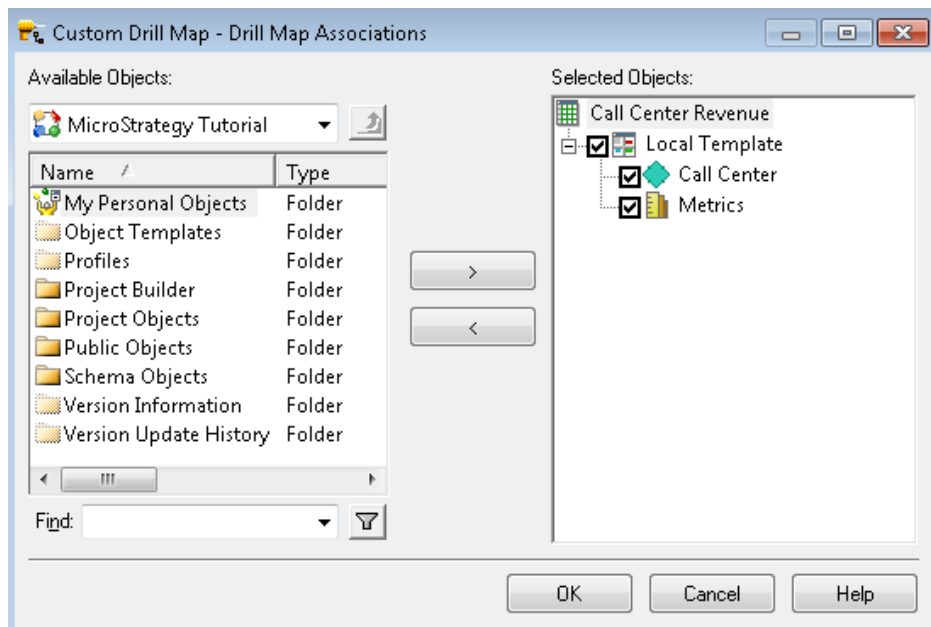 Custom Drill Map - Drill Map Associations
Available Objects:
MicroStrategy Tutorial
Name Type
My Personal Objects Folder
Object Templates Folder
Profiles Folder
Project Builder Folder
Project Objects Folder
Public Objects Folder
Schema Objects Folder
Version Information Folder
Version Update History Folder
Find:
>
<
Selected Objects:
Call Center Revenue
Local Template
Call Center
Metrics
OK Cancel Help